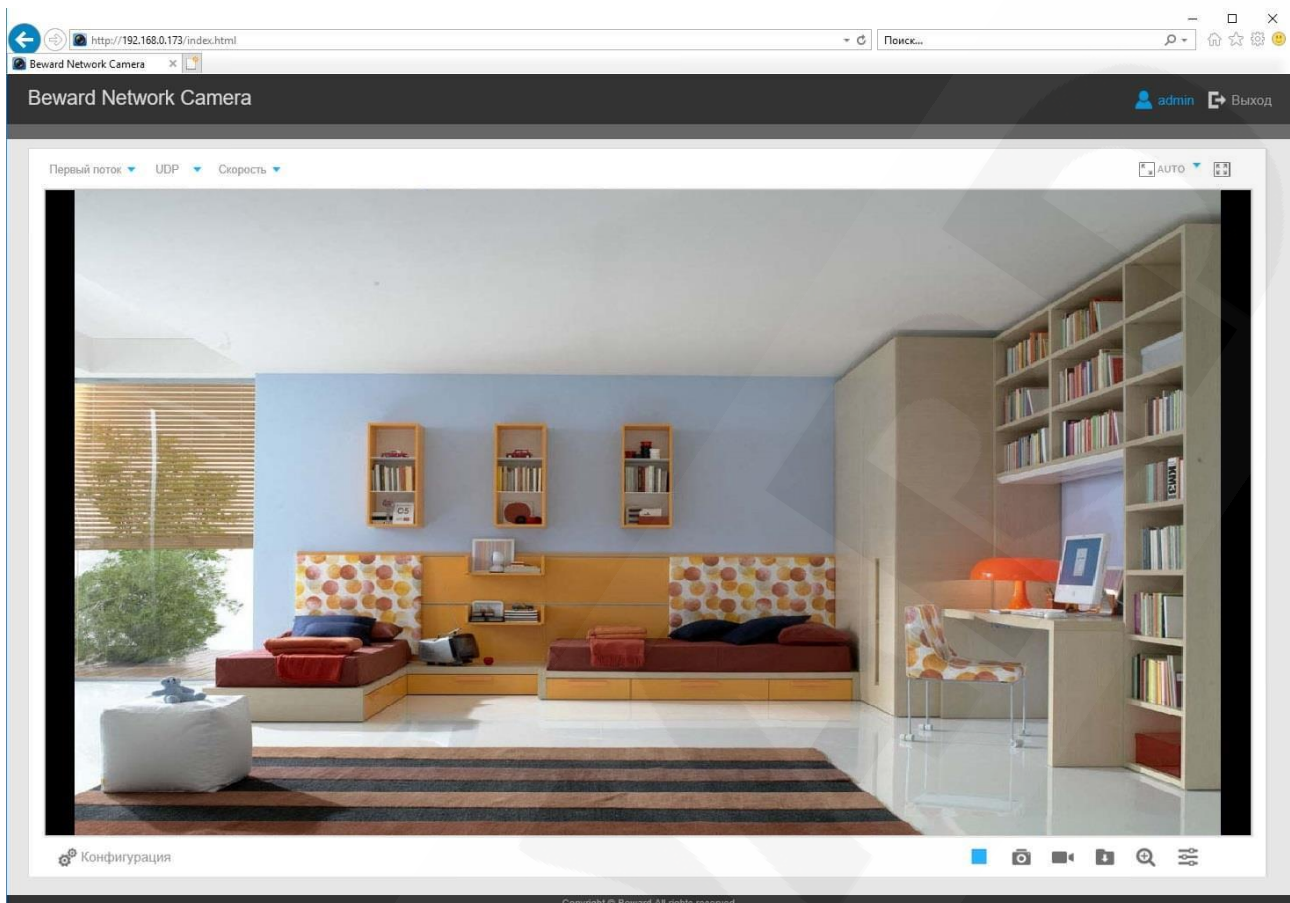 http://192.168.0.173/index.html
Поиск...
Beward Network Camera
Beward Network Camera
admin
Выход
Первый поток
UDP
Скорость
AUTO
05
Конфигурация
Copyright © Beward All rights reserved